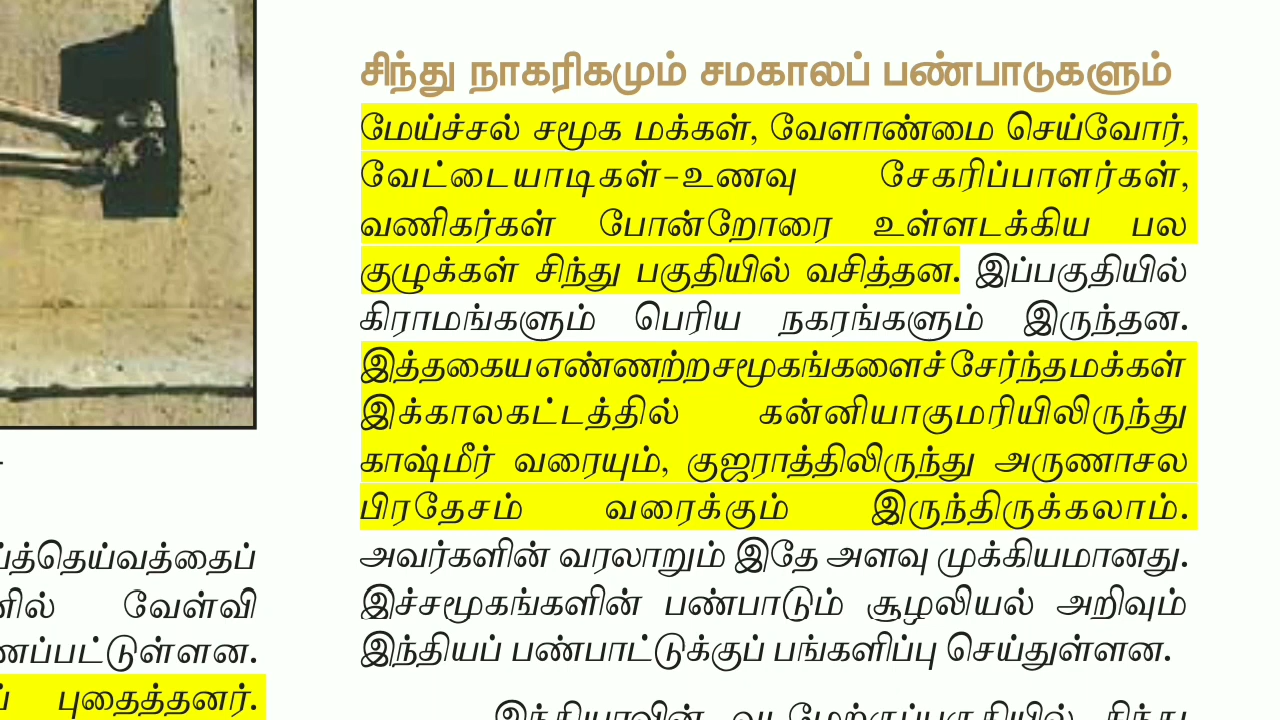 சிந்து நாகரிகமும் சமகாலப் பண்பாடுகளும்
மேய்ச்சல் சமூக மக்கள், வேளாண்மை செய்வோர்,
வேட்டையாடிகள்-உணவு சேகரிப்பாளர்கள்,
வணிகர்கள் போன்றோரை உள்ளடக்கிய பல
குழுக்கள் சிந்து பகுதியில் வசித்தன. இப்பகுதியில்
கிராமங்களும் பெரிய நகரங்களும் இருந்தன.
இத்தகைய எண்ணற்ற சமூகங்களைச் சேர்ந்த மக்கள்
இக்காலகட்டத்தில் கன்னியாகுமரியிலிருந்து
காஷ்மீர் வரையும், குஜராத்திலிருந்து அருணாசல
பிரதேசம் வரைக்கும் இருந்திருக்கலாம்.
அவர்களின் வரலாறும் இதே அளவு முக்கியமானது.
இச்சமூகங்களின் பண்பாடும் சூழலியல் அறிவும்
இந்தியப் பண்பாட்டுக்குப் பங்களிப்பு செய்துள்ளன.
வேள்வி
புதைத்தனர்.